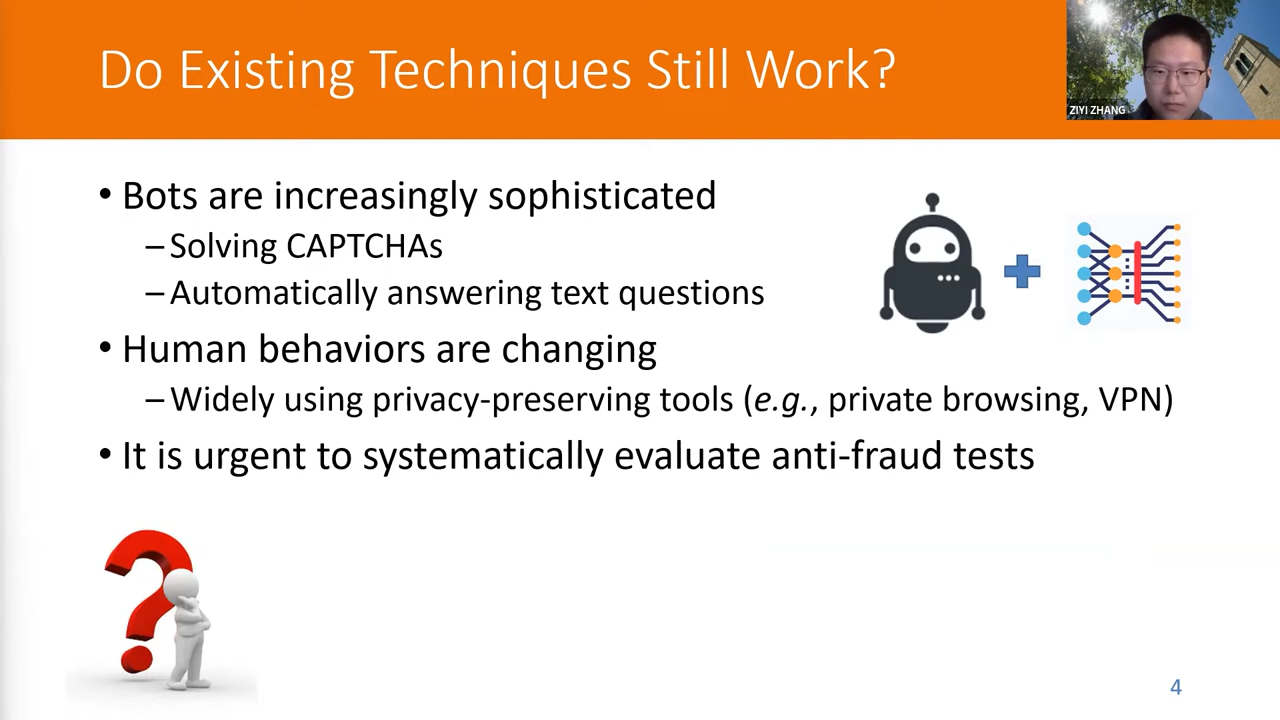 Do Existing Techniques Still Work?
ZIYI ZHANG
• Bots are increasingly sophisticated
– Solving CAPTCHAs
– Automatically answering text questions
• Human behaviors are changing
– Widely using privacy-preserving tools (e.g., private browsing, VPN)
• It is urgent to systematically evaluate anti-fraud tests
4